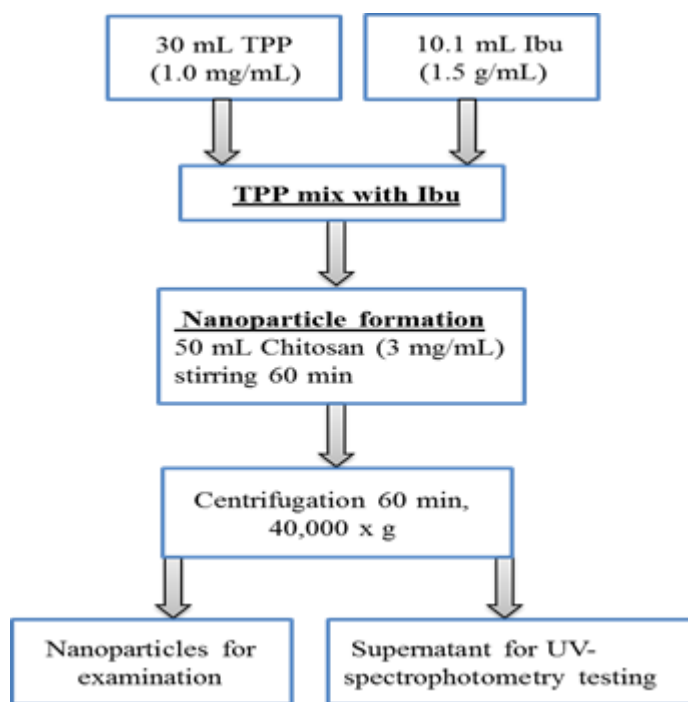 30 mL TPP
(1.0 mg/mL)
10.1 mL Ibu
(1.5 g/mL)
TPP mix with Ibu
Nanoparticle formation
50 mL Chitosan (3 mg/mL)
stirring 60 min
Centrifugation 60 min,
40,000 x g
Nanoparticles for
examination
Supernatant for UV-
spectrophotometry testing